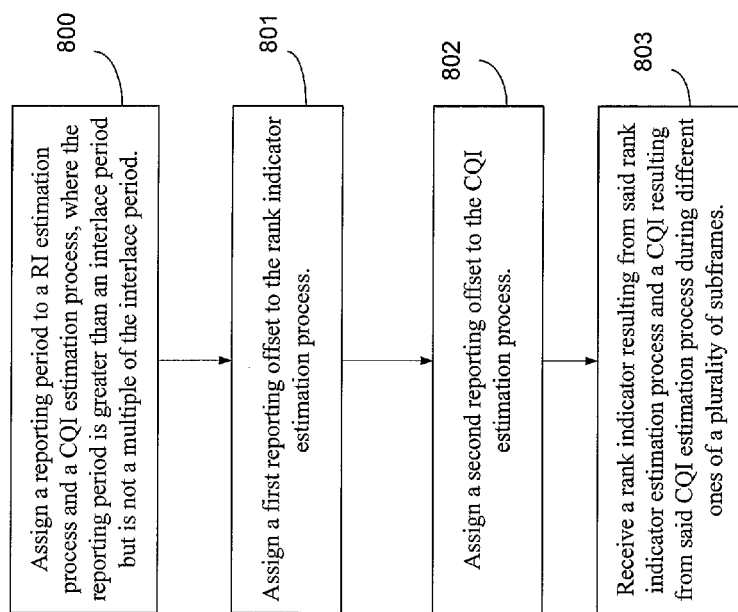 Assign a reporting period to a RI estimation
process and a CQI estimation process, where the
reporting period is greater than an interlace period
but is not a multiple of the interlace period.
800
Assign a first reporting offset to the rank indicator
estimation process.
801
Assign a second reporting offset to the CQI
estimation process.
802
Receive a rank indicator resulting from said rank
indicator estimation process and a CQI resulting
from said CQI estimation process during different
ones of a plurality of subframes.
803